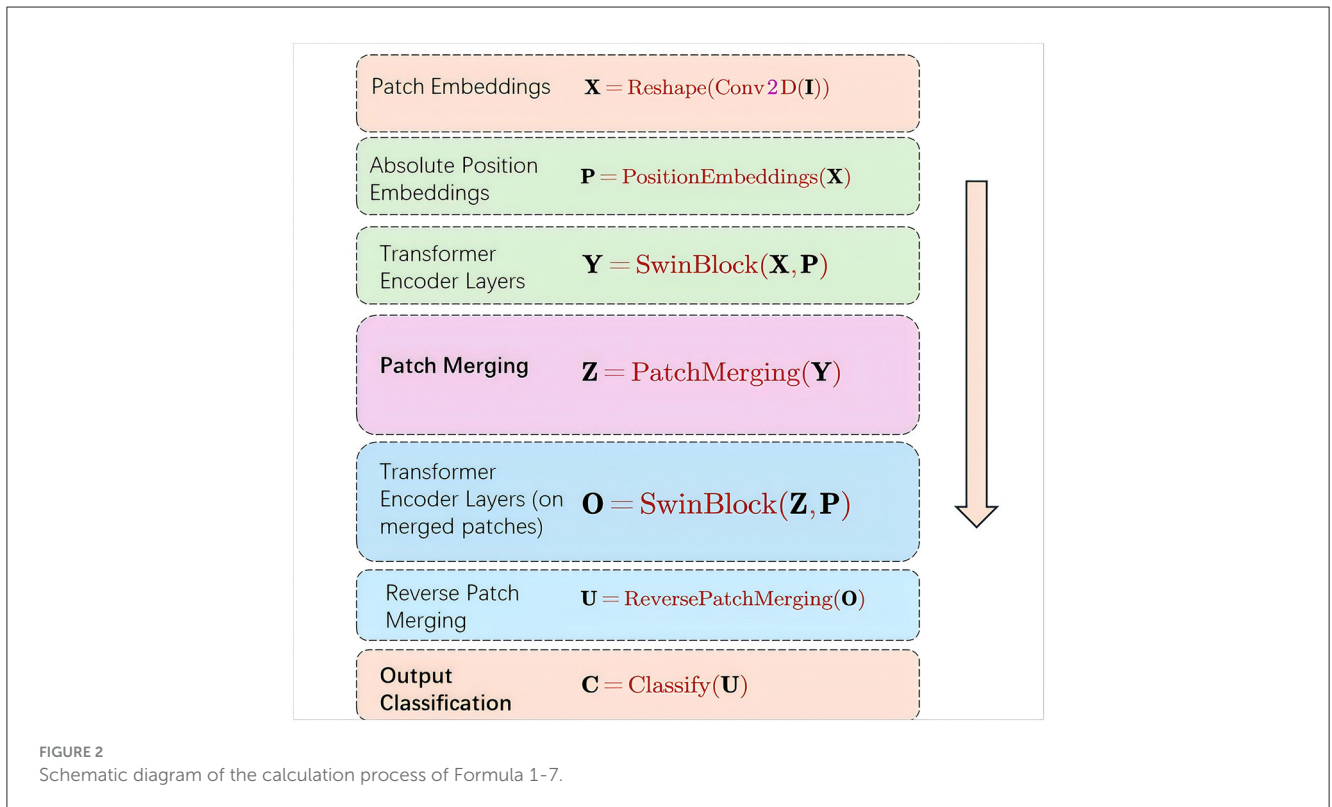 Patch Embeddings X = Reshape(Conv2D(I))
Absolute Position
Embeddings
P = PositionEmbeddings(X)
Transformer
Encoder Layers
Y = SwinBlock(X, P)
Patch Merging Z = PatchMerging(Y)
Transformer
Encoder Layers (on
merged patches)
O = SwinBlock(Z, P)
Reverse Patch
Merging
U = ReversePatchMerging(O)
Output
Classification
C = Classify(U)
FIGURE 2
Schematic diagram of the calculation process of Formula 1-7.